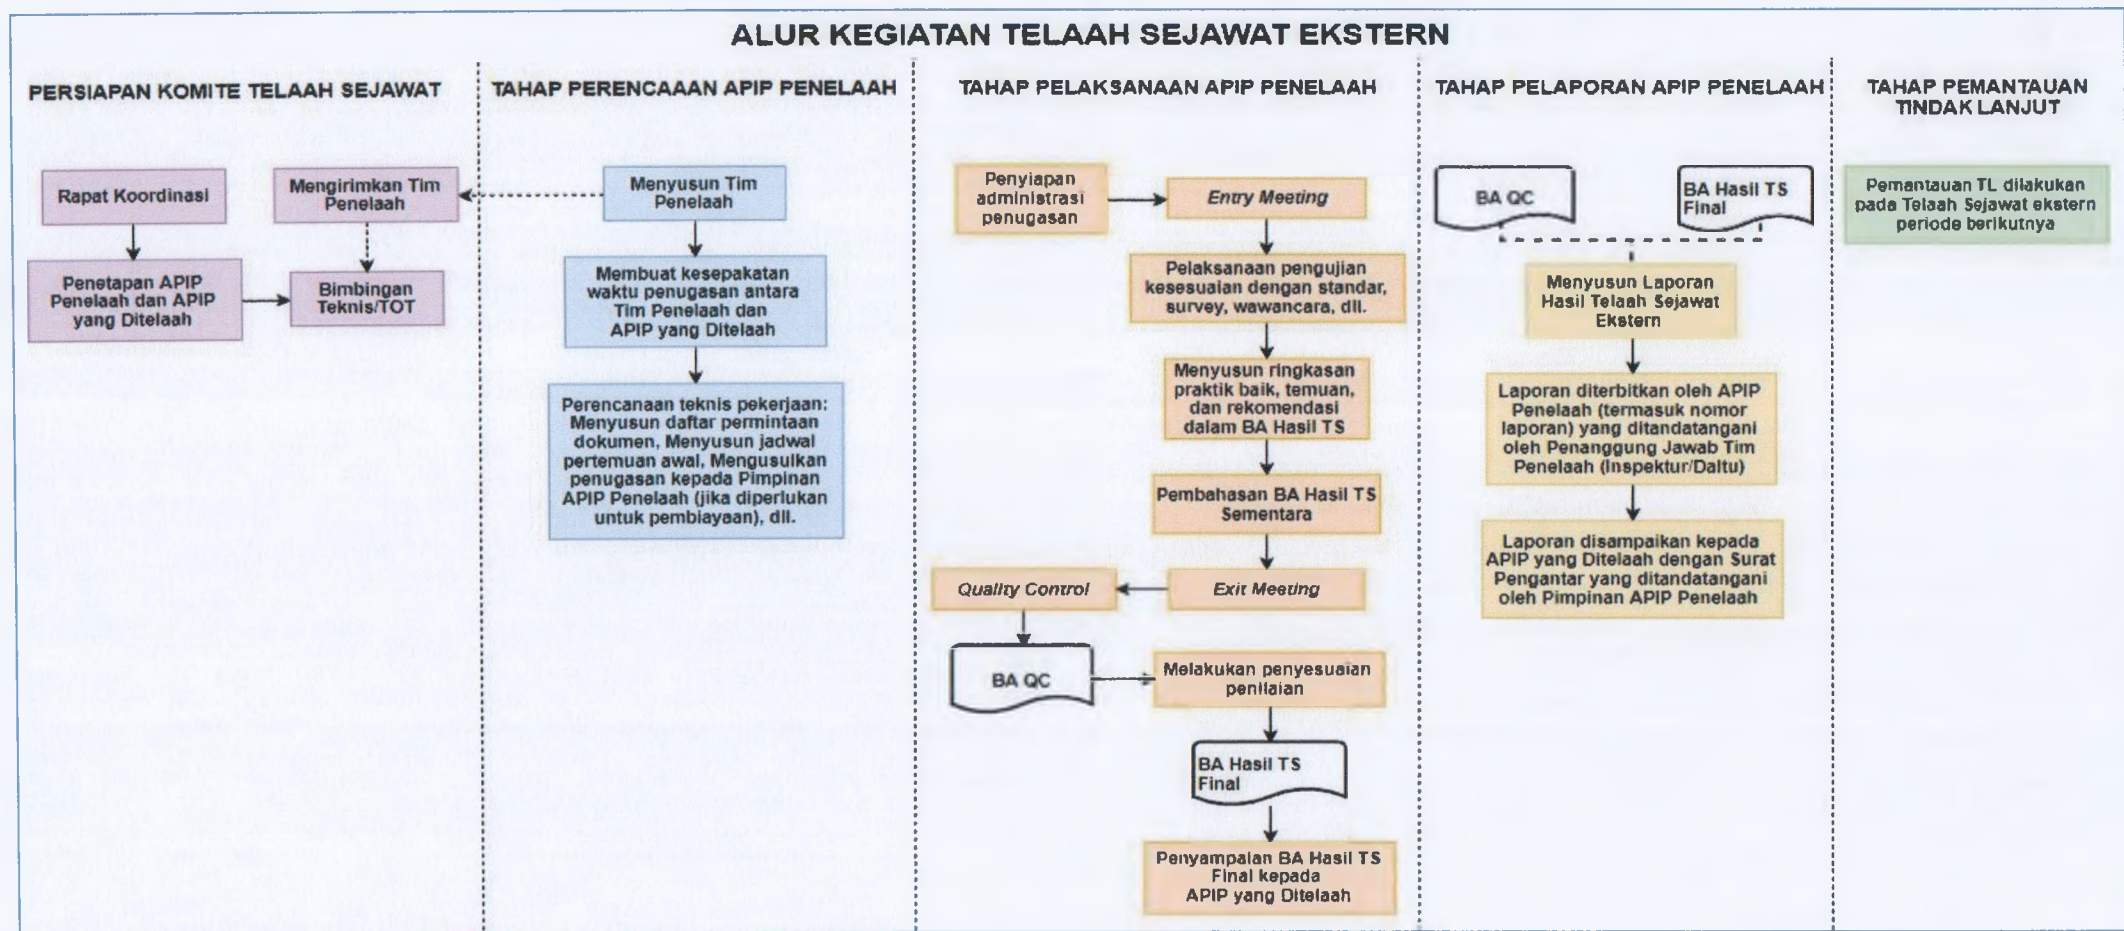 ALUR KEGIATAN TELAAH SEJAWAT EKSTERN
PERSIAPAN KOMITE TELAAH SEJAWAT
Rapat Koordinasi
Mengirimkan Tim
Penelaah
Penetapan APIP
Penelaah dan APIP
yang Ditelaah
Bimbingan
Teknis/TOT
TAHAP PERENCAAAN APIP PENELAAH
Menyusun Tim
Penelaah
Membuat kesepakatan
waktu penugasan antara
Tim Penelaah dan
APIP yang Ditelaah
Perencanaan teknis pekerjaan:
Menyusun daftar permintaan
dokumen, Menyusun jadwal
pertemuan awal, Mengusulkan
penugasan kepada Pimpinan
APIP Penelaah (jika diperlukan
untuk pembiayaan), dll.
TAHAP PELAKSANAAN APIP PENELAAH
Penyiapan
administrasi
penugasan
Entry Meeting
Pelaksanaan pengujian
kesesuaian dengan standar,
survey, wawancara, dll.
Menyusun ringkasan
praktik baik, temuan,
dan rekomendasi
dalam BA Hasil TS
Pembahasan BA Hasil TS
Sementara
Exit Meeting
Quality Control
BA QC
Melakukan penyesuaian
penilaian
BA Hasil TS
Final
Penyampaian BA Hasil TS
Final kepada
APIP yang Ditelaah
TAHAP PELAPORAN APIP PENELAAH
BA QC
BA Hasil TS
Final
Menyusun Laporan
Hasil Telaah Sejawat
Ekstern
Laporan diterbitkan oleh APIP
Penelaah (termasuk nomor
laporan) yang ditandatangani
oleh Penanggung Jawab Tim
Penelaah (Inspektur/Daltu)
Laporan disampaikan kepada
APIP yang Ditelaah dengan Surat
Pengantar yang ditandatangani
oleh Pimpinan APIP Penelaah
TAHAP PEMANTAUAN
TINDAK LANJUT
Pemantauan TL dilakukan
pada Telaah Sejawat ekstern
periode berikutnya